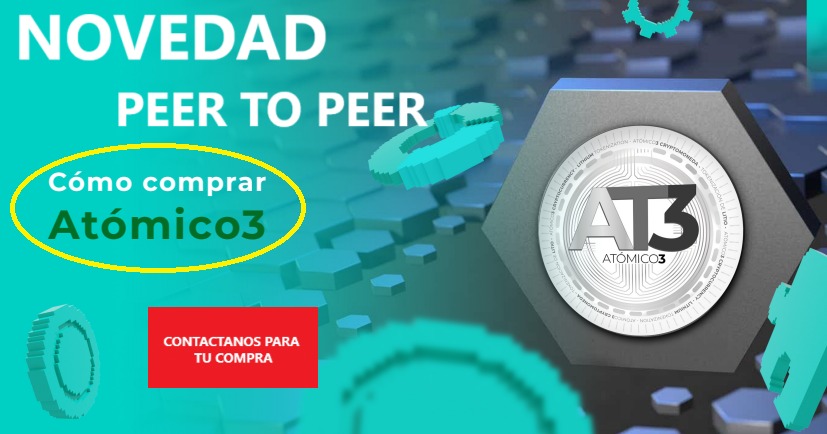 NOVEDAD
PEER TO PEER
Cómo comprar
Atómico3
CONTACTANOS PARA
TU COMPRA
AT3
ATÓMICO3